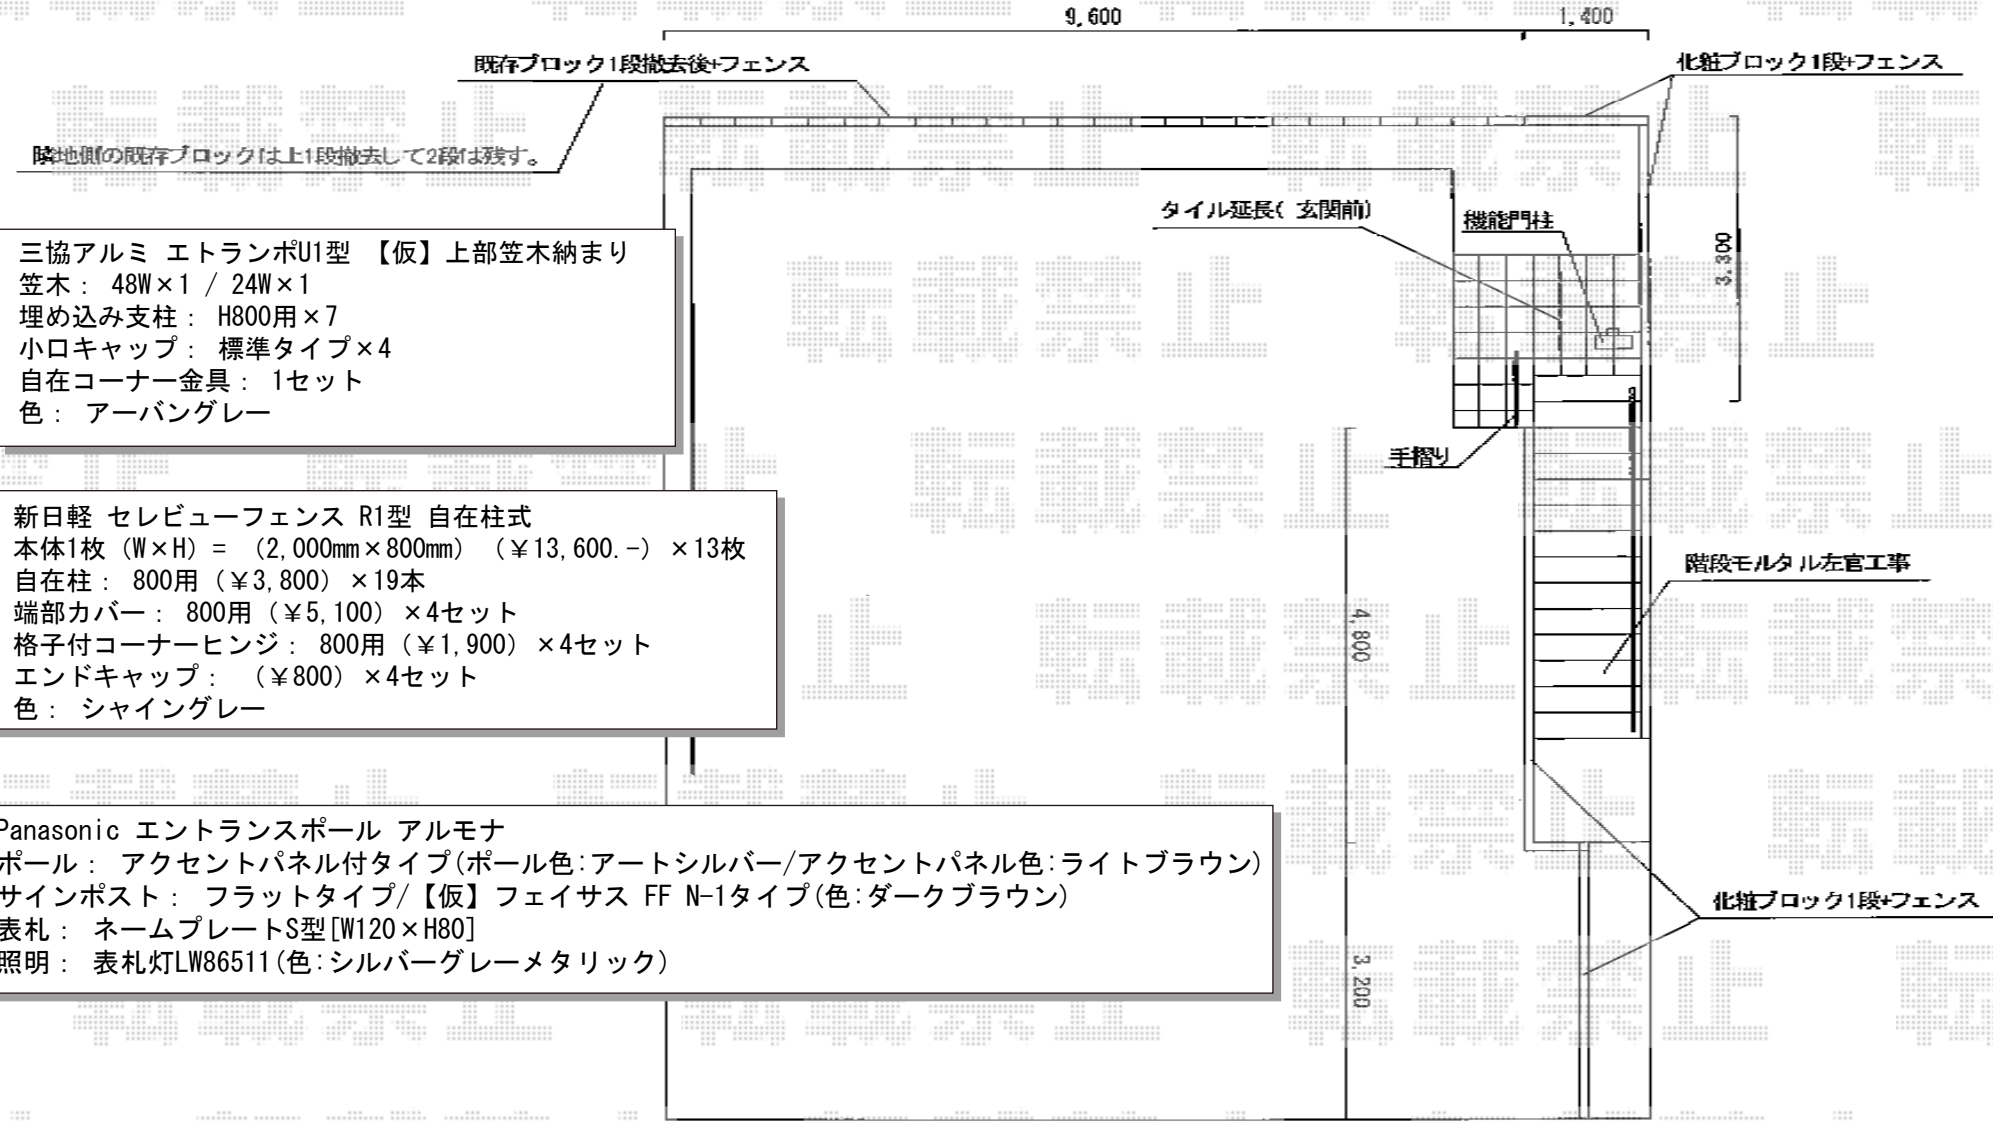 9,600
1,400
既存ブロック1段撤去後+フェンス
化粧ブロック1段+フェンス
隣地側の既存ブロックは上1段撤去して2段は残す。
タイル延長( 玄関前)
機能門柱
3,300
三協アルミ エトランポU1型 【仮】上部笠木納まり
笠木： 48W×1 / 24W×1
埋め込み支柱： H800用×7
小口キャップ： 標準タイプ×4
自在コーナー金具： 1セット
色： アーバングレー
手摺り
新日軽 セレビューフェンス R1型 自在柱式
本体1枚（W×H）= （2,000mm×800mm）（¥13,600.-）×13枚
自在柱： 800用（¥3,800）×19本
端部カバー： 800用（¥5,100）×4セット
格子付コーナーヒンジ： 800用（¥1,900）×4セット
エンドキャップ： （¥800）×4セット
色： シャイングレー
階段モルタル左官工事
4,800
Panasonic エントランスポール アルモナ
ポール： アクセントパネル付タイプ(ポール色:アートシルバー/アクセントパネル色:ライトブラウン)
サインポスト： フラットタイプ/【仮】フェイサス FF N-1タイプ(色:ダークブラウン)
表札： ネームプレートS型[W120×H80]
照明： 表札灯LW86511(色:シルバーグレーメタリック)
化粧ブロック1段+フェンス
3,200
転載禁止